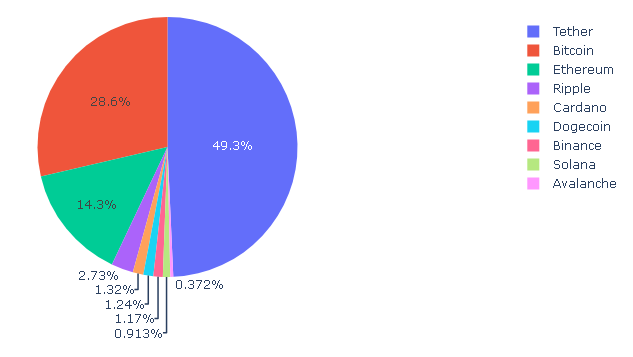 28.6%
49.3%
14.3%
2.73%
1.32%
1.24%
1.17%
0.913%
0.372%
Tether
Bitcoin
Ethereum
Ripple
Cardano
Dogecoin
Binance
Solana
Avalanche